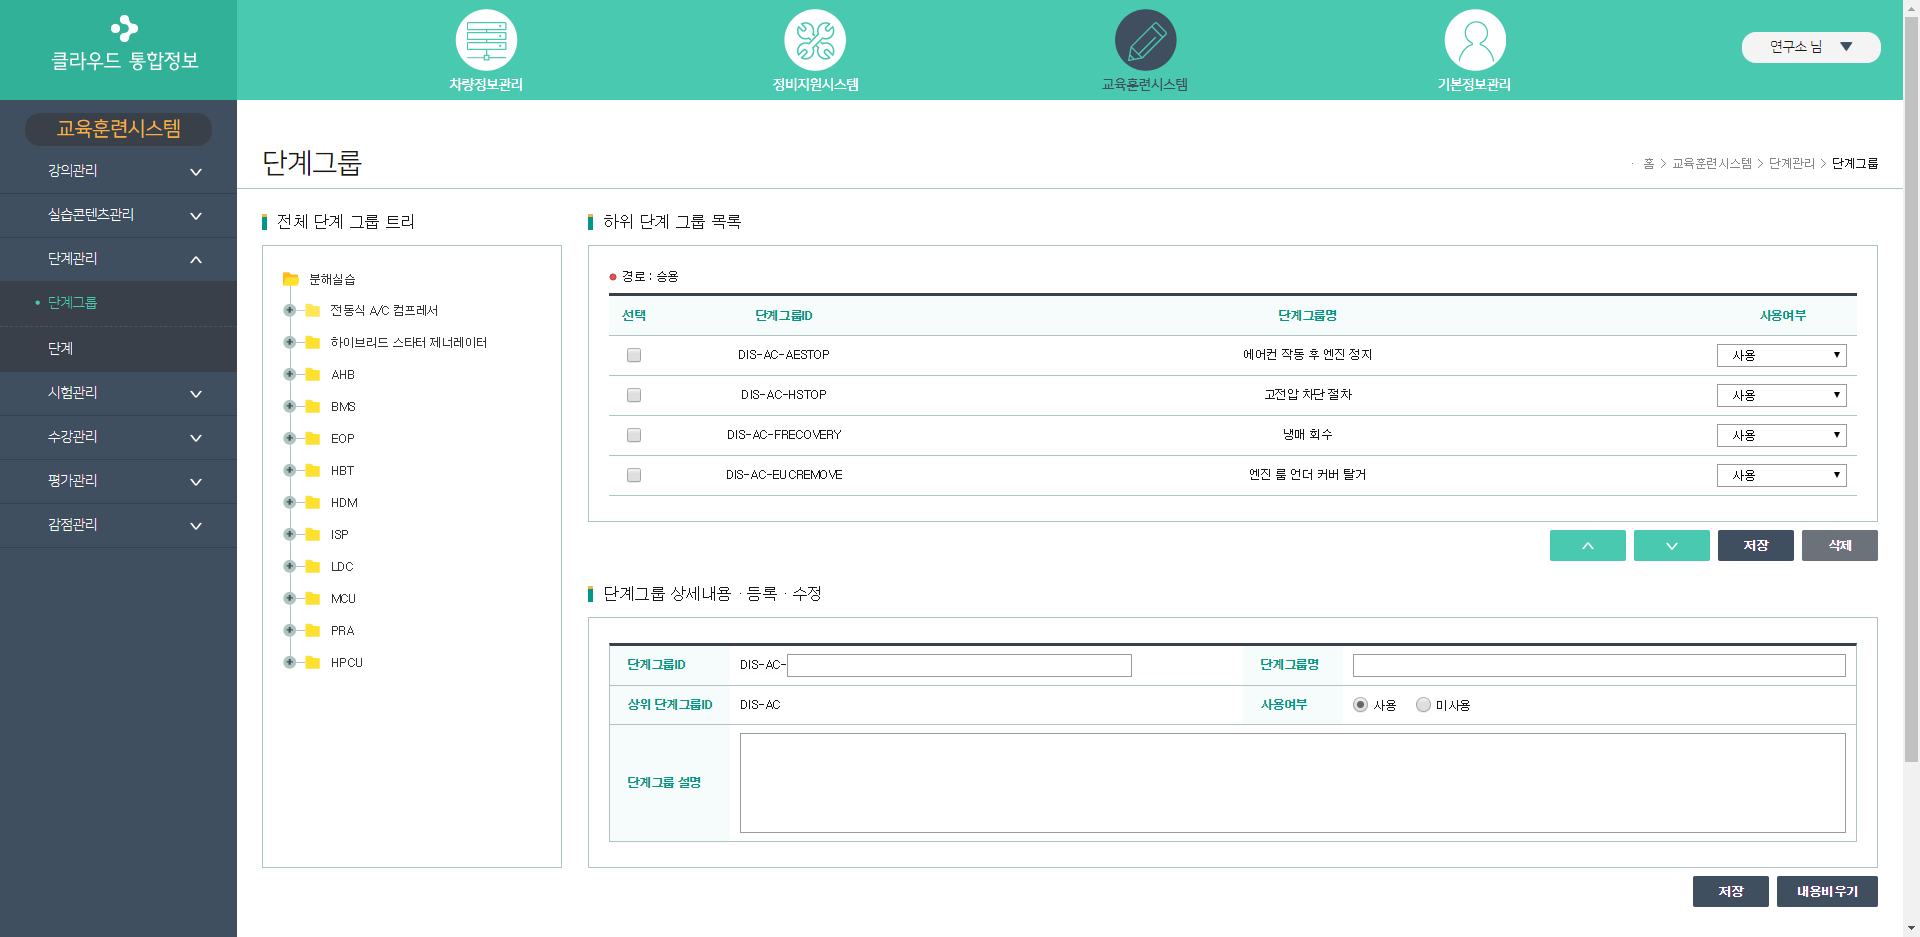 클라우드 통합정보
차량정보관리
정비지원시스템
교육훈련시스템
기본정보관리
연구소 님 ▼
교육훈련시스템
강의관리
실습콘텐츠관리
단계관리
• 단계그룹
단계
시험관리
수강관리
평가관리
감점관리
단계그룹
· 홈 > 교육훈련시스템 > 단계관리 > 단계그룹
전체 단계 그룹 트리
분해실습
전동식 A/C 컴프레서
하이브리드 스타터 제너레이터
AHB
BMS
EOP
HBT
HDM
ISP
LDC
MCU
PRA
HPCU
하위 단계 그룹 목록
● 경로 : 승용
선택 단계그룹ID 단계그룹명 사용여부
DIS-AC-AESTOP 에어컨 작동 후 엔진 정지 사용
DIS-AC-HSTOP 고전압 차단 절차 사용
DIS-AC-FRECOVERY 냉매 회수 사용
DIS-AC-EUCREMOVE 엔진 룸 언더 커버 탈거 사용
저장 삭제
단계그룹 상세내용 · 등록 · 수정
단계그룹ID DIS-AC- 단계그룹명
상위 단계그룹ID DIS-AC 사용여부 사용 미사용
단계그룹 설명
저장 내용비우기